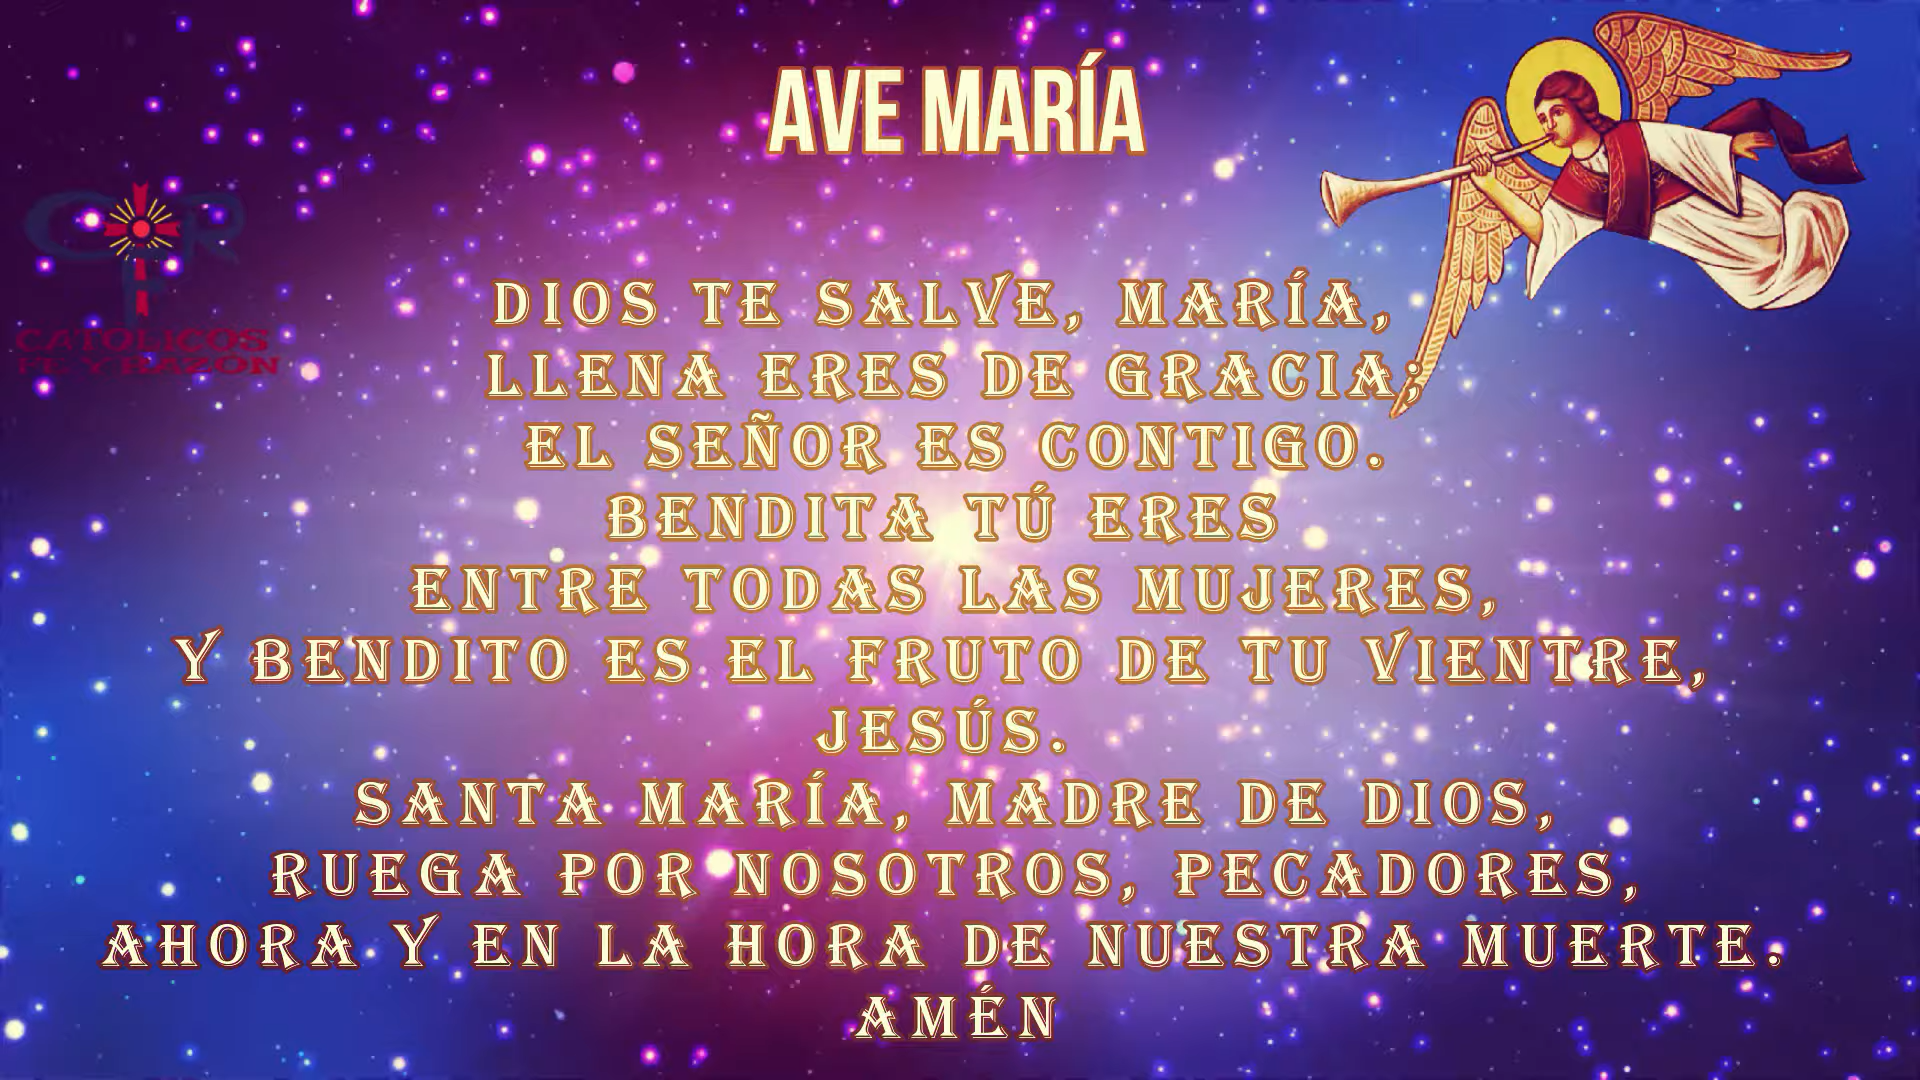 AVE MARÍA
CFR
CATOLICOS
FE Y RAZÓN
DIOS TE SALVE, MARÍA,
LLENA ERES DE GRACIA;
EL SEÑOR ES CONTIGO.
BENDITA TÚ ERES
ENTRE TODAS LAS MUJERES,
Y BENDITO ES EL FRUTO DE TU VIENTRE,
JESÚS.
SANTA MARÍA, MADRE DE DIOS,
RUEGA POR NOSOTROS, PECADORES,
AHORA Y EN LA HORA DE NUESTRA MUERTE.
AMÉN